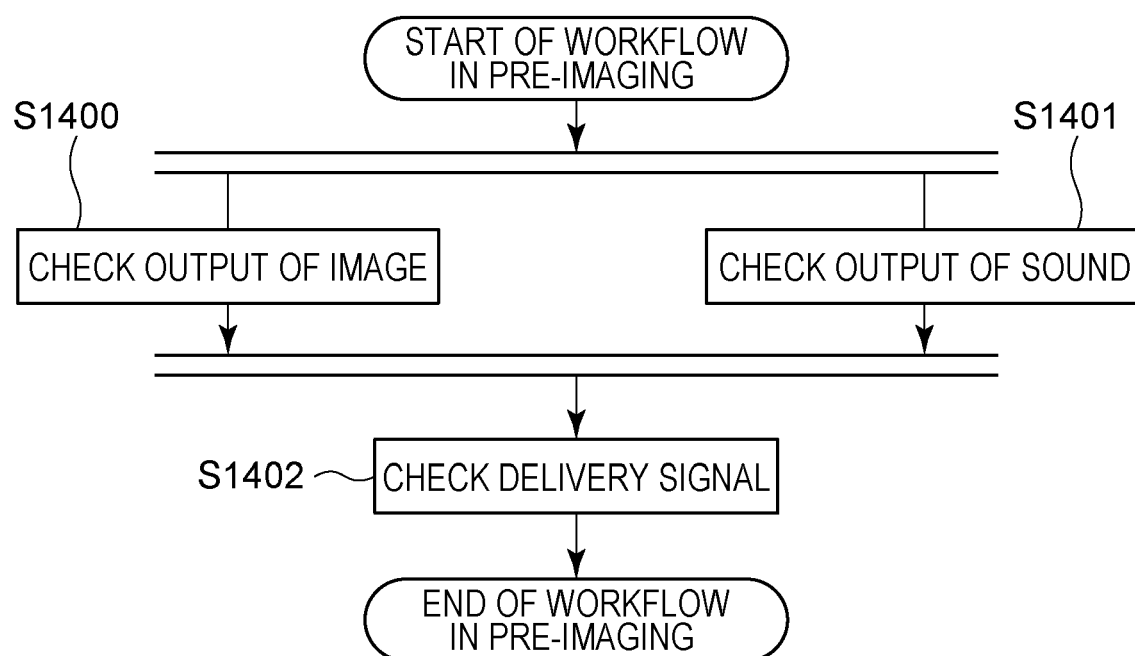 START OF WORKFLOW
IN PRE-IMAGING
S1400
S1401
CHECK OUTPUT OF IMAGE
CHECK OUTPUT OF SOUND
S1402
CHECK DELIVERY SIGNAL
END OF WORKFLOW
IN PRE-IMAGING